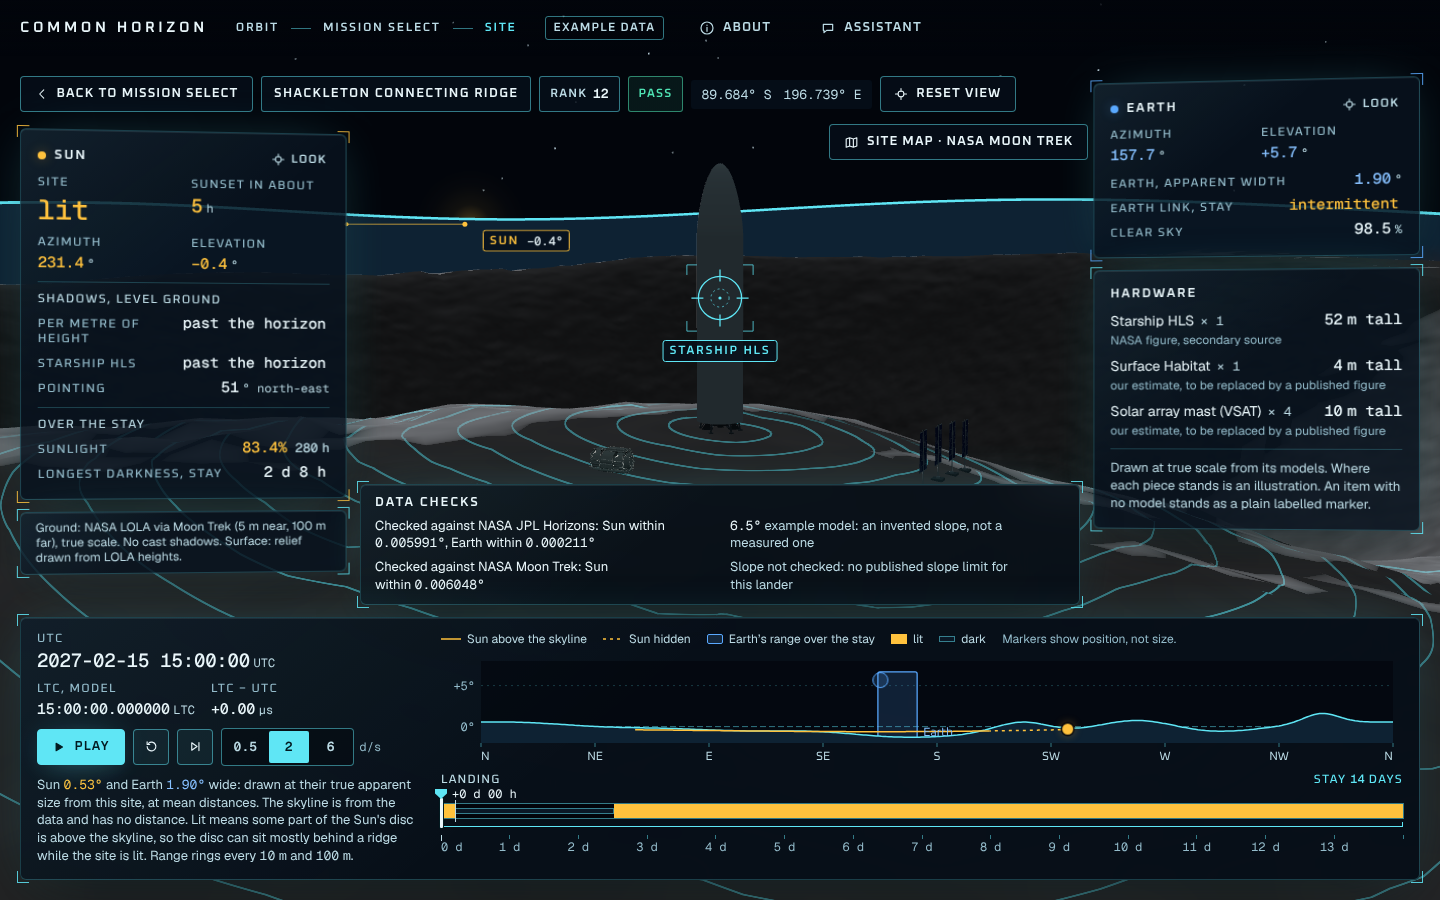 COMMON HORIZON
ORBIT
MISSION SELECT
SITE
EXAMPLE DATA
ABOUT
ASSISTANT
BACK TO MISSION SELECT
SHACKLETON CONNECTING RIDGE
RANK 12
PASS
89.684° S 196.739° E
RESET VIEW
SITE MAP · NASA MOON TREK
SUN
LOOK
SITE
SUNSET IN ABOUT
lit
5 h
AZIMUTH
ELEVATION
231.4 °
−0.4 °
SHADOWS, LEVEL GROUND
PER METRE OF
HEIGHT
past the horizon
STARSHIP HLS
past the horizon
POINTING
51 ° north-east
OVER THE STAY
SUNLIGHT
83.4% 280 h
LONGEST DARKNESS, STAY
2 d 8 h
Ground: NASA LOLA via Moon Trek (5 m near, 100 m
far), true scale. No cast shadows. Surface: relief
drawn from LOLA heights.
SUN −0.4°
STARSHIP HLS
EARTH
LOOK
AZIMUTH
ELEVATION
157.7 °
+5.7 °
EARTH, APPARENT WIDTH
1.90 °
EARTH LINK, STAY
intermittent
CLEAR SKY
98.5 %
HARDWARE
Starship HLS × 1
52 m tall
NASA figure, secondary source
Surface Habitat × 1
4 m tall
our estimate, to be replaced by a published figure
Solar array mast (VSAT) × 4
10 m tall
our estimate, to be replaced by a published figure
Drawn at true scale from its models. Where
each piece stands is an illustration. An item with
no model stands as a plain labelled marker.
DATA CHECKS
Checked against NASA JPL Horizons: Sun within
0.005991°, Earth within 0.000211°
Checked against NASA Moon Trek: Sun
within 0.006048°
6.5° example model: an invented slope, not a
measured one
Slope not checked: no published slope limit for
this lander
UTC
2027-02-15 15:00:00 UTC
LTC, MODEL
LTC − UTC
15:00:00.000000 LTC
+0.00 µs
PLAY
0.5
2
6
d/s
Sun 0.53° and Earth 1.90° wide: drawn at their true apparent
size from this site, at mean distances. The skyline is from the
data and has no distance. Lit means some part of the Sun's disc
is above the skyline, so the disc can sit mostly behind a ridge
while the site is lit. Range rings every 10 m and 100 m.
Sun above the skyline
Sun hidden
Earth's range over the stay
lit
dark
Markers show position, not size.
+5°
0°
Earth
N NE E SE S SW W NW N
LANDING
STAY 14 DAYS
+0 d 00 h
0 d 1 d 2 d 3 d 4 d 5 d 6 d 7 d 8 d 9 d 10 d 11 d 12 d 13 d